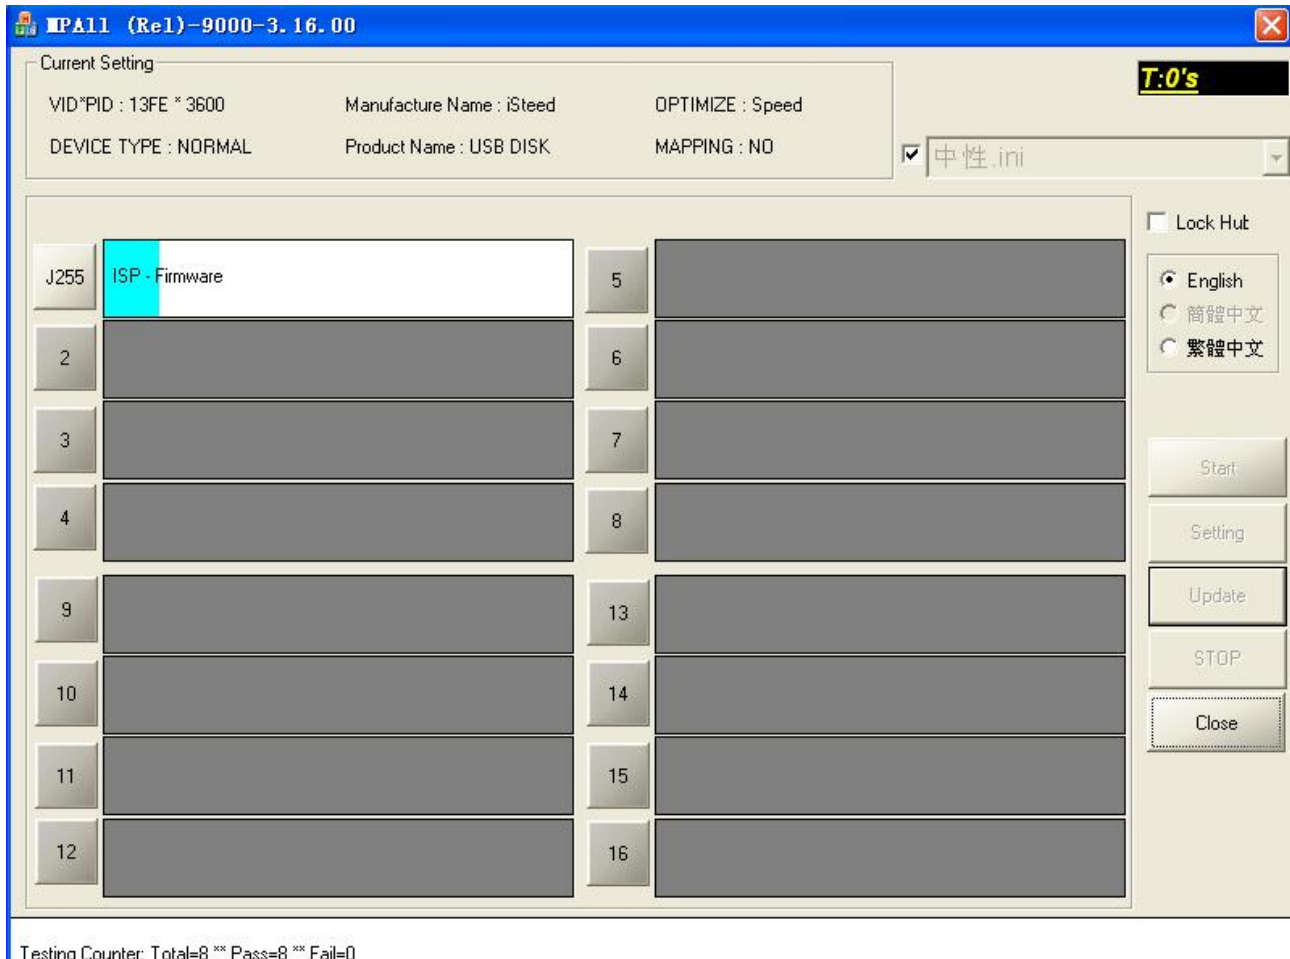 MPAll (Rel)-9000-3.16.00
Current Setting
VID*PID : 13FE * 3600
Manufacture Name : iSteed
OPTIMIZE : Speed
DEVICE TYPE : NORMAL
Product Name : USB DISK
MAPPING : NO
T:0's
中性.ini
Lock Hub
English
簡體中文
繁體中文
J255
ISP - Firmware
5
2
6
3
7
4
8
9
13
10
14
11
15
12
16
Start
Setting
Update
STOP
Close
Testing Counter: Total=8 ** Pass=8 ** Fail=0